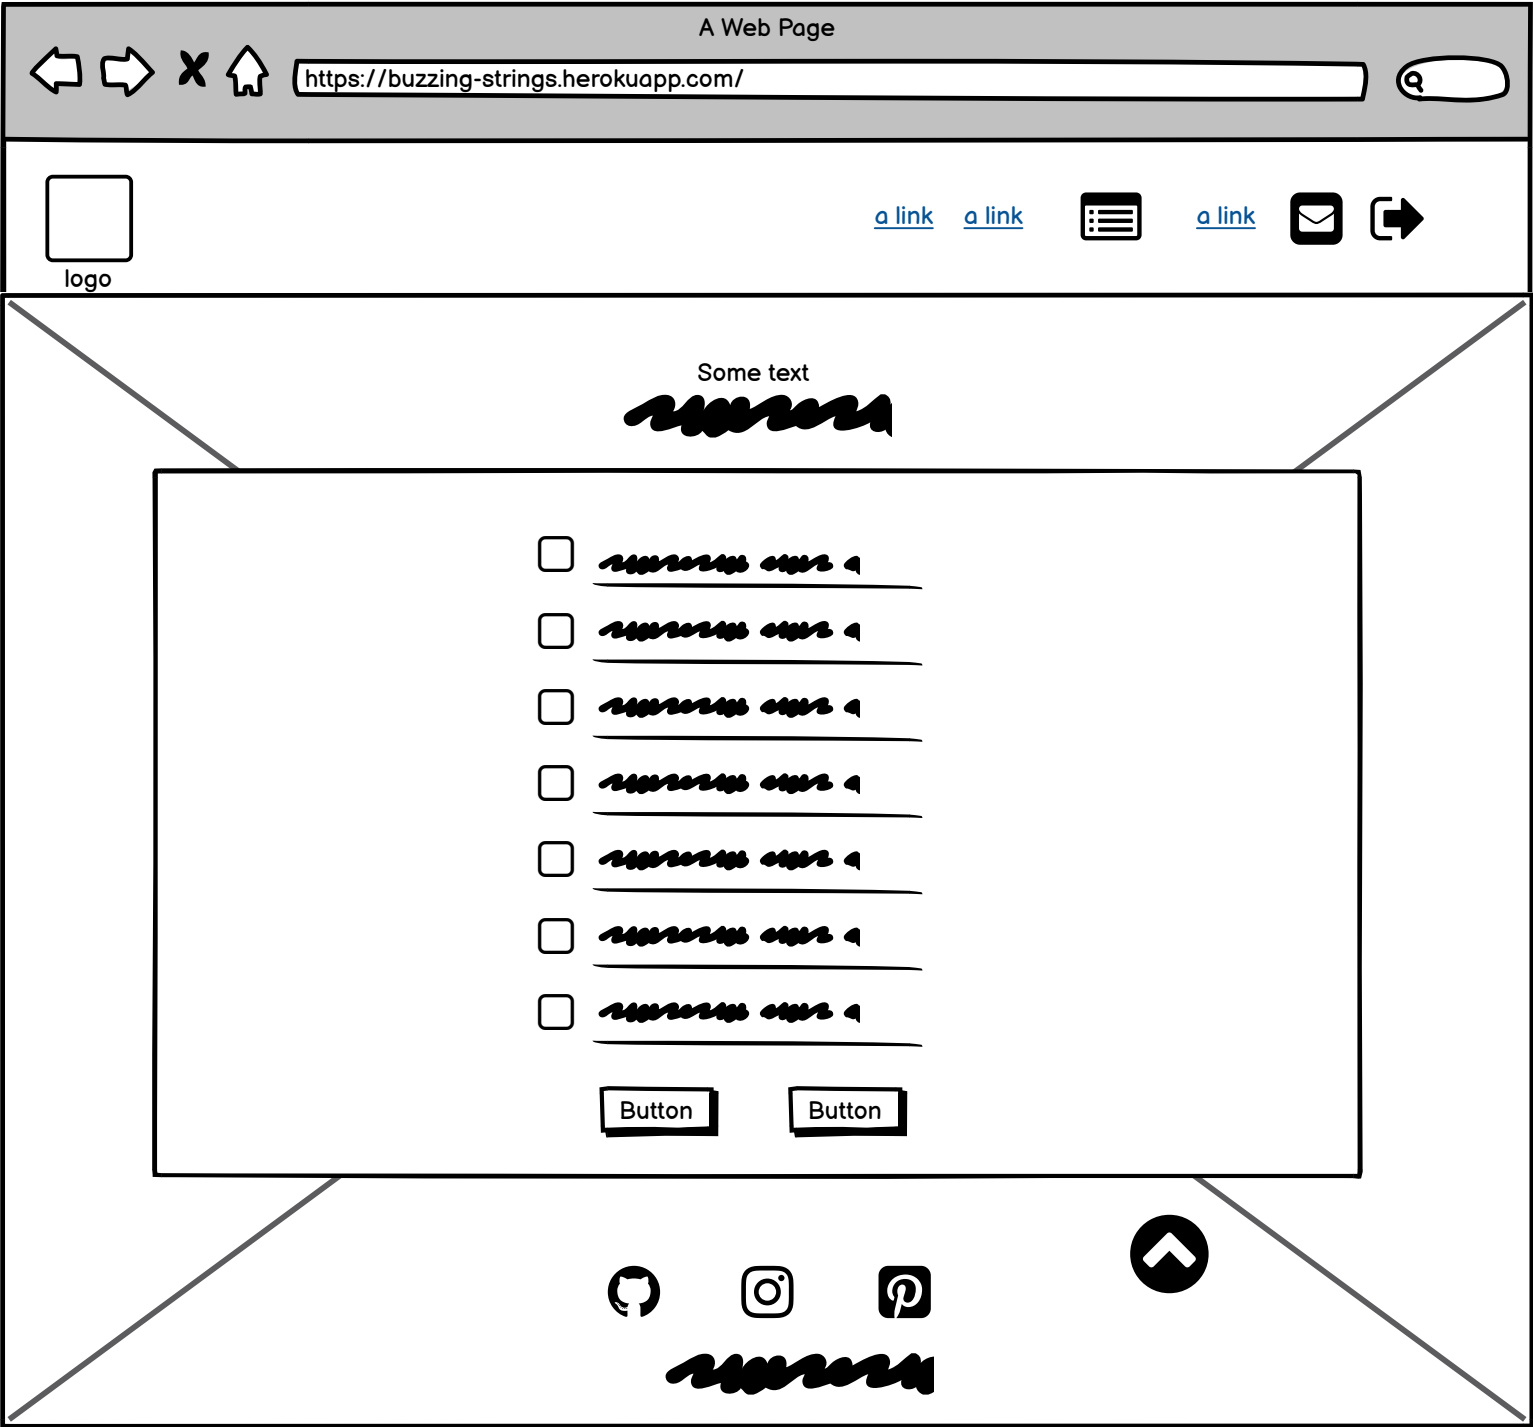 A Web Page
https://buzzing-strings.herokuapp.com/
a link a link a link
logo
Some text
Button Button